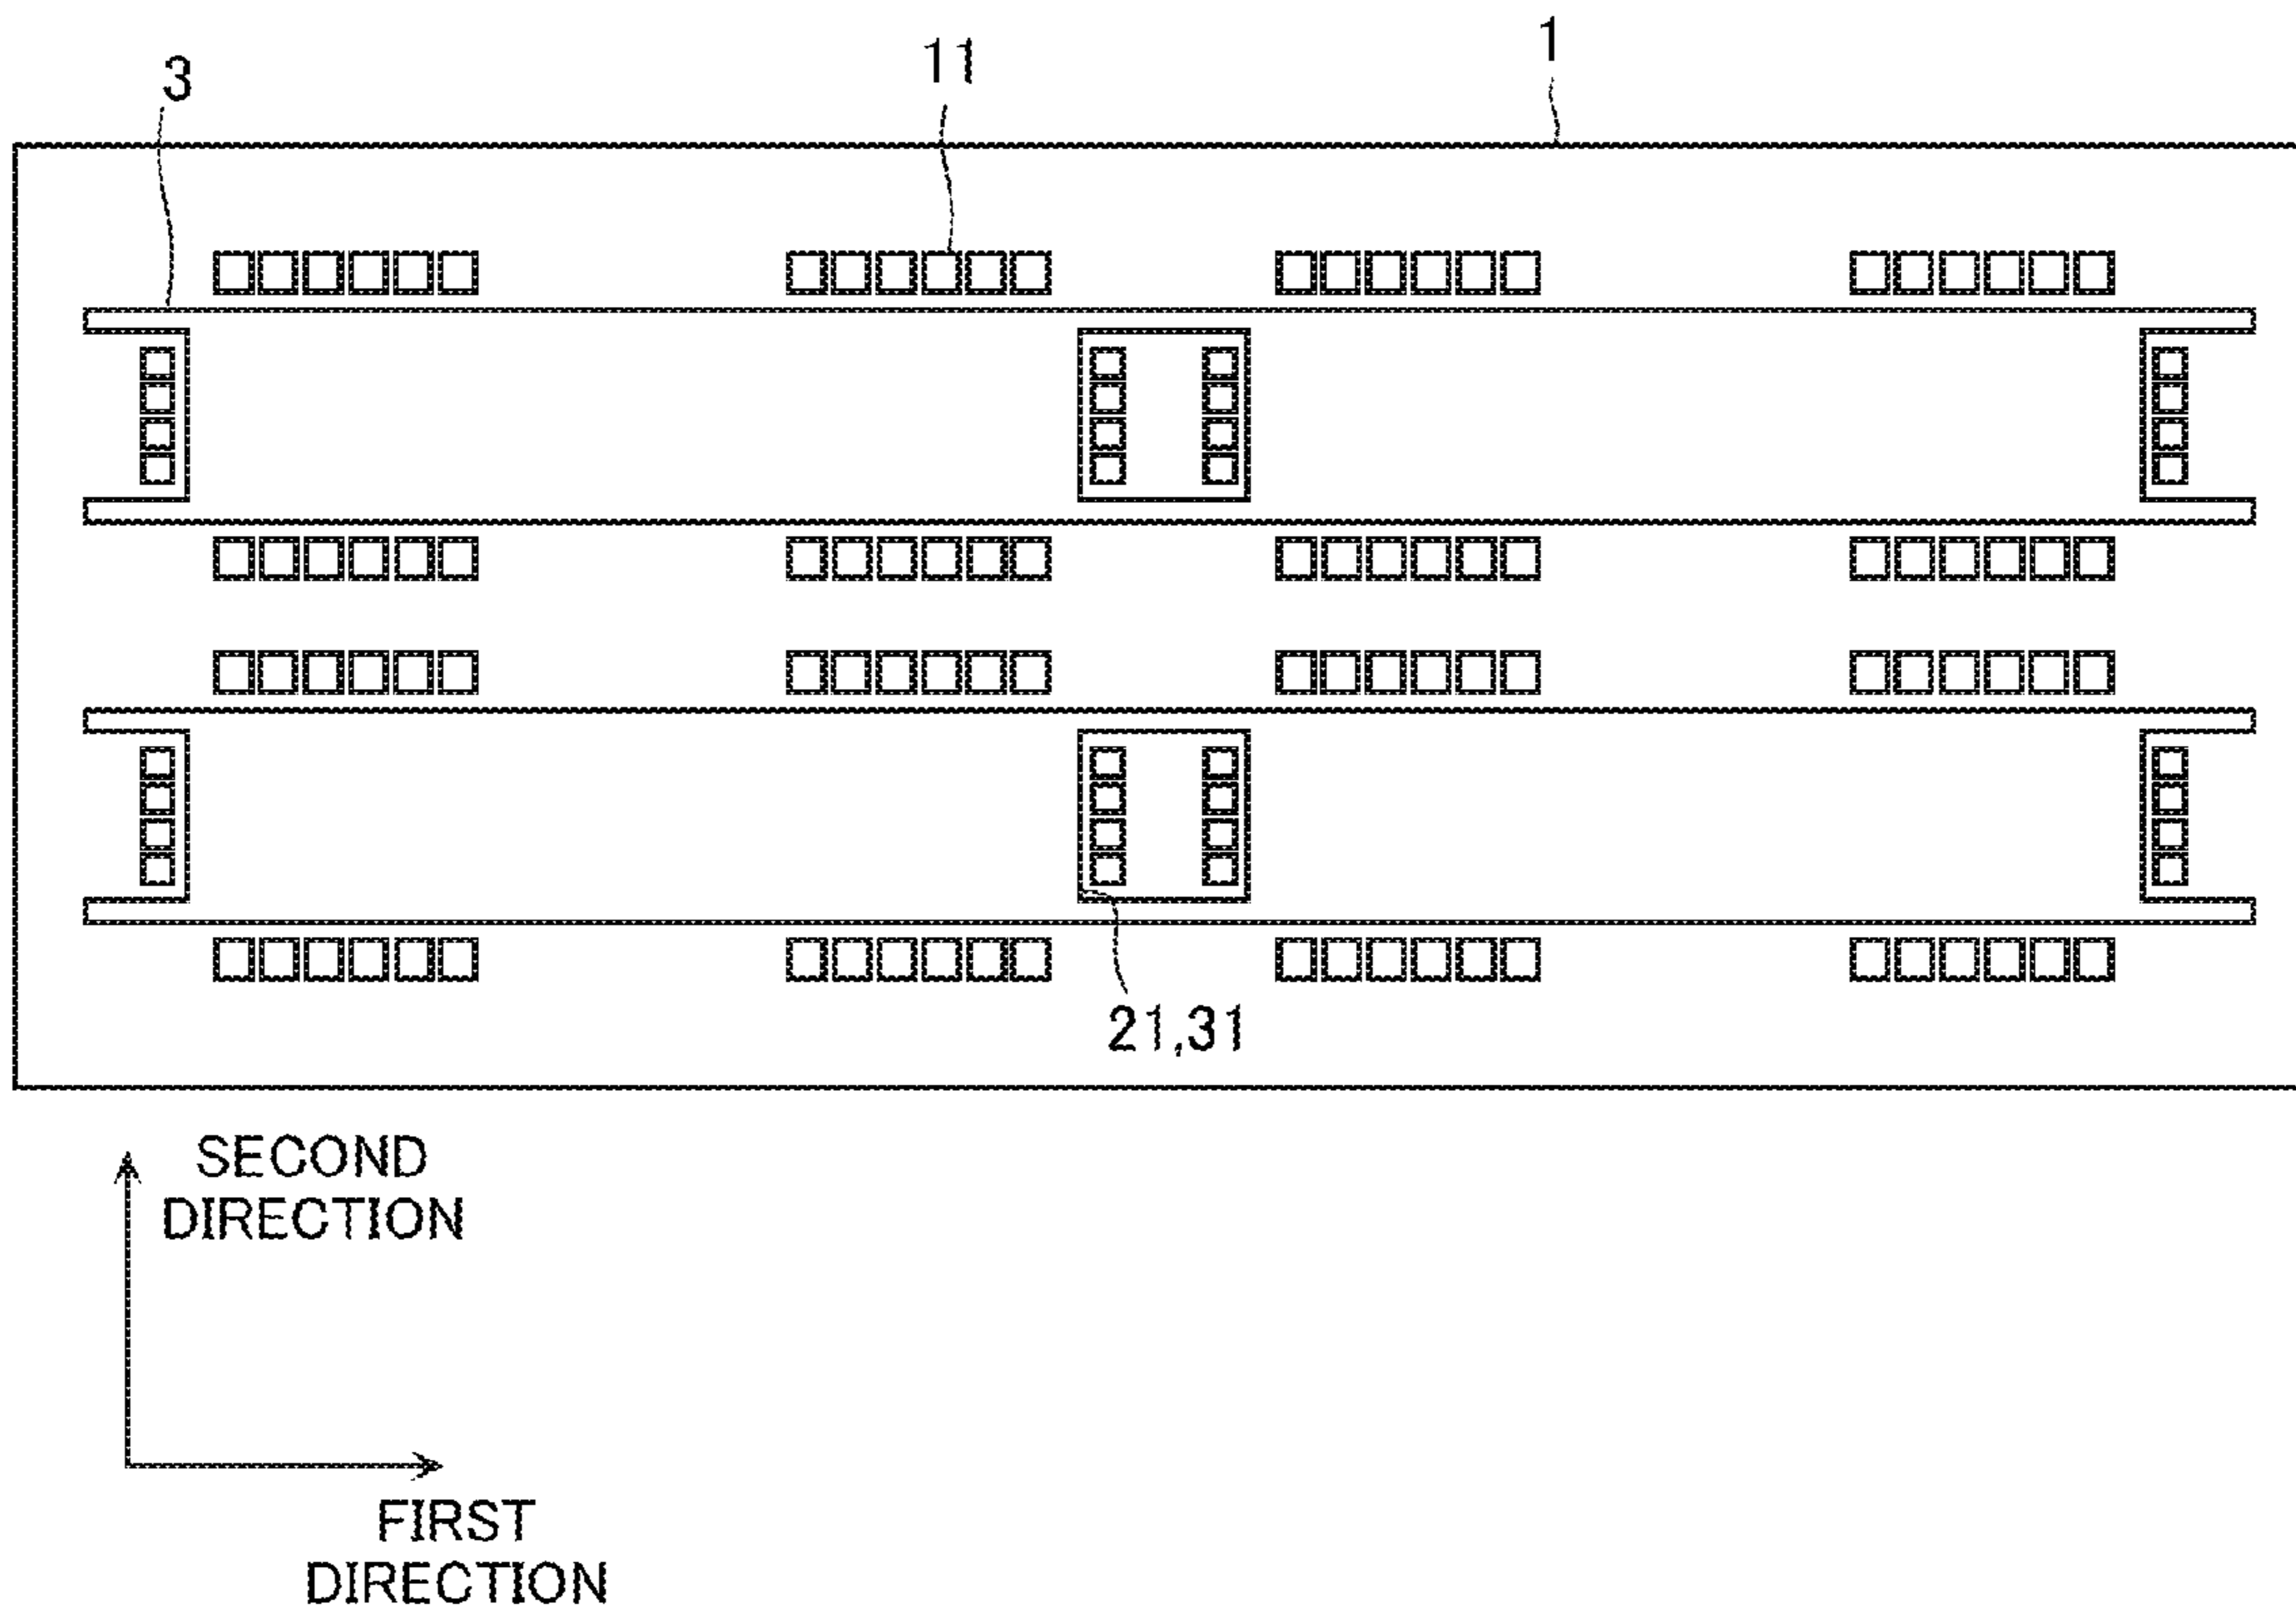 1
11
3
21,31
SECOND
DIRECTION
FIRST
DIRECTION